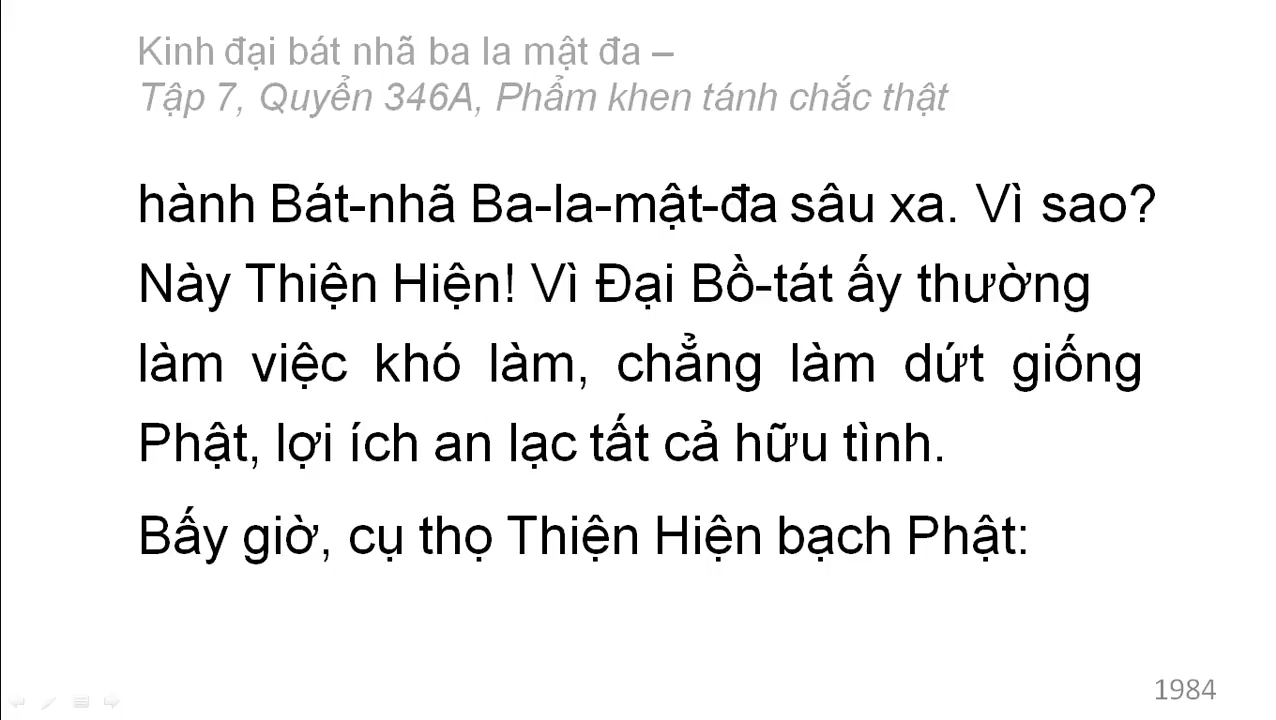 Kinh đại bát nhã ba la mật đa –
Tập 7, Quyển 346A, Phẩm khen tánh chắc thật
hành Bát-nhã Ba-la-mật-đa sâu xa. Vì sao?
Này Thiện Hiện! Vì Đại Bồ-tát ấy thường
làm việc khó làm, chẳng làm dứt giống
Phật, lợi ích an lạc tất cả hữu tình.
Bấy giờ, cụ thọ Thiện Hiện bạch Phật:
1984